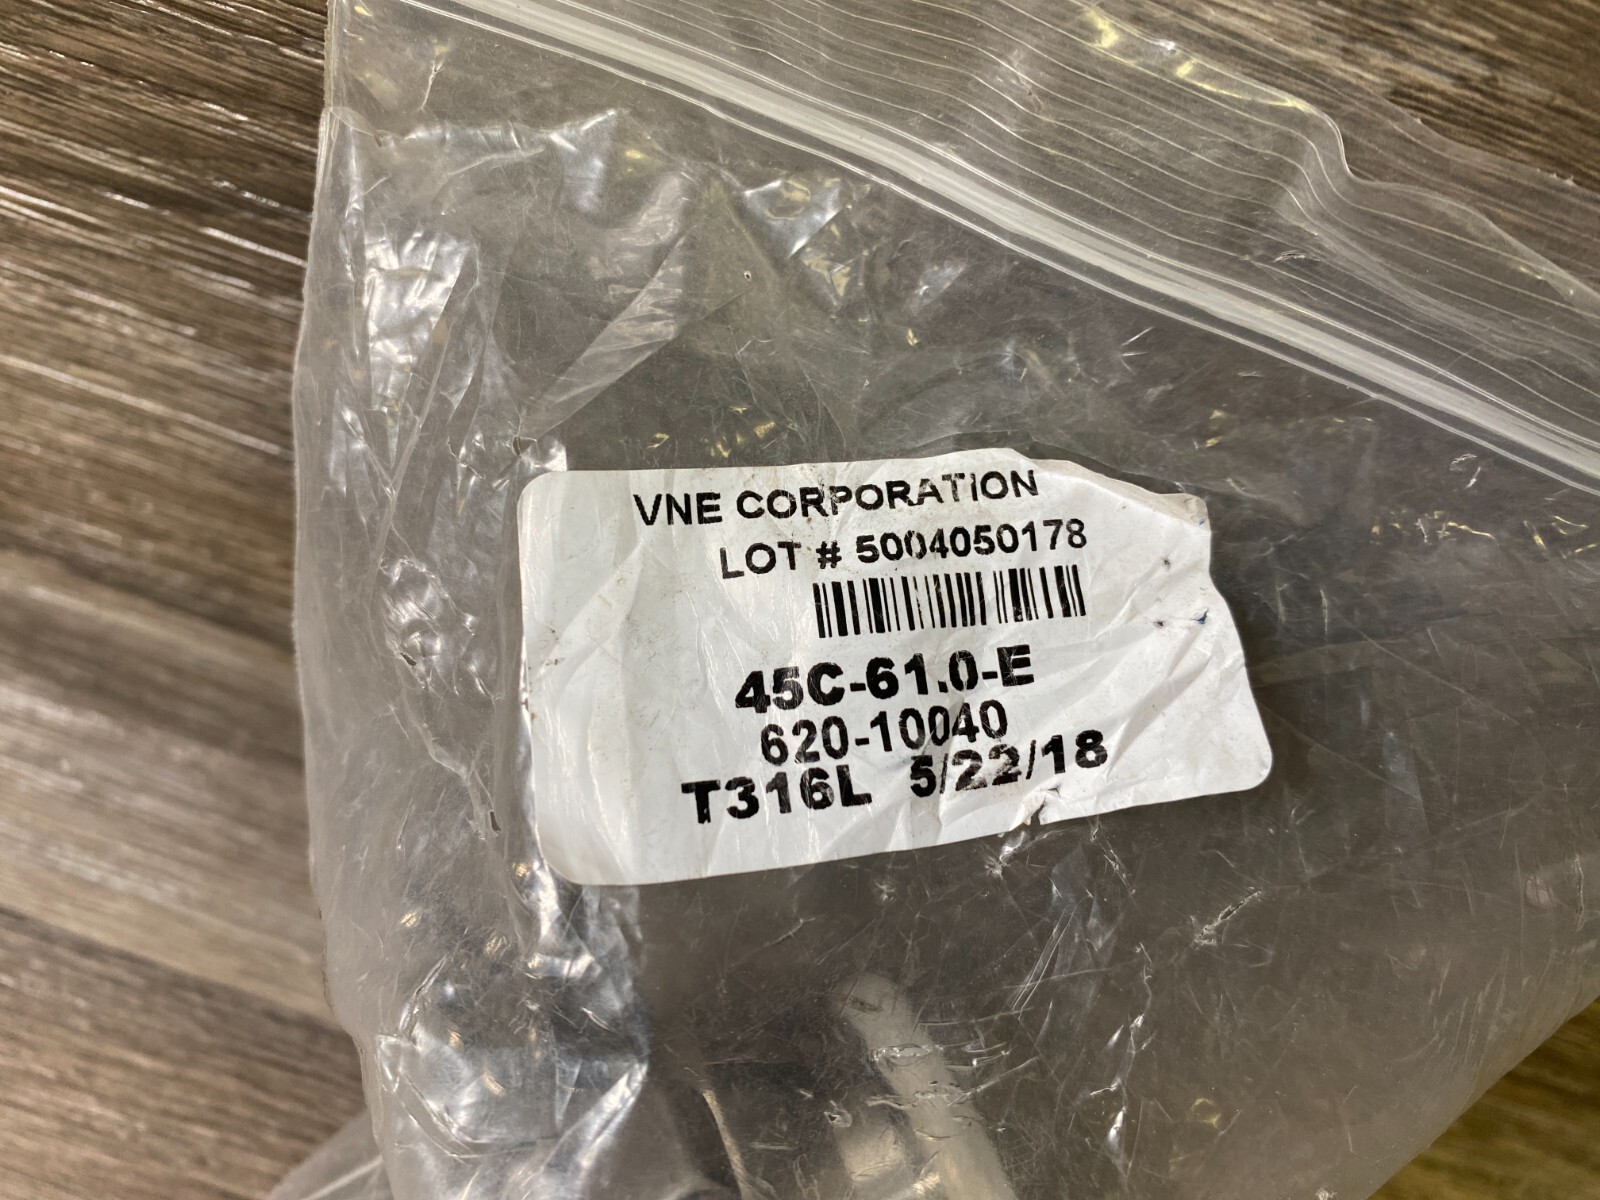 VNE CORPORATION
LOT # 5004050178
45C-61.0-E
620-10040
T316L 5/22/18